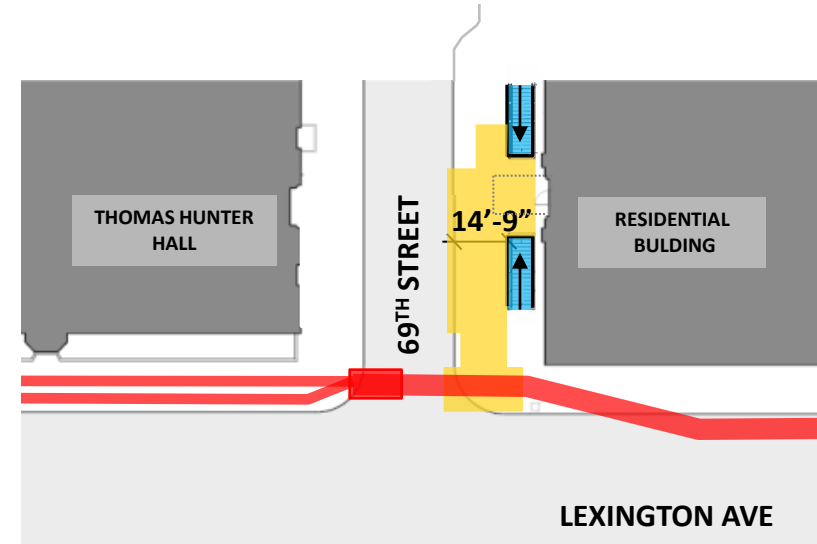 THOMAS HUNTER
HALL
69TH STREET
14’-9”
RESIDENTIAL
BULDING
LEXINGTON AVE